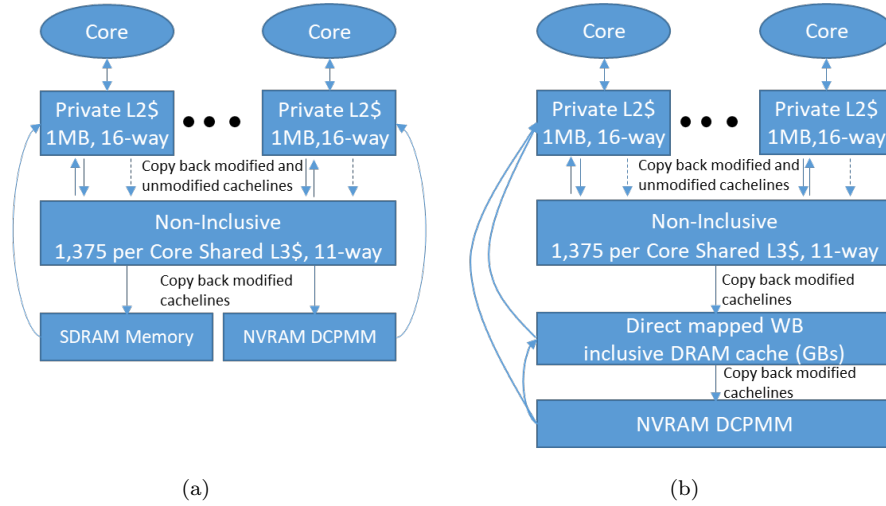 Core
Core
Private L2$
1MB, 16-way
Private L2$
1MB,16-way
Copy back modified and
unmodified cachelines
Non-Inclusive
1,375 per Core Shared L3$, 11-way
Copy back modified
cachelines
SDRAM Memory
NVRAM DCPMM
(a)
Core
Core
Private L2$
1MB, 16-way
Private L2$
1MB,16-way
Copy back modified and
unmodified cachelines
Non-Inclusive
1,375 per Core Shared L3$, 11-way
Copy back modified
cachelines
Direct mapped WB
inclusive DRAM cache (GBs)
Copy back modified
cachelines
NVRAM DCPMM
(b)